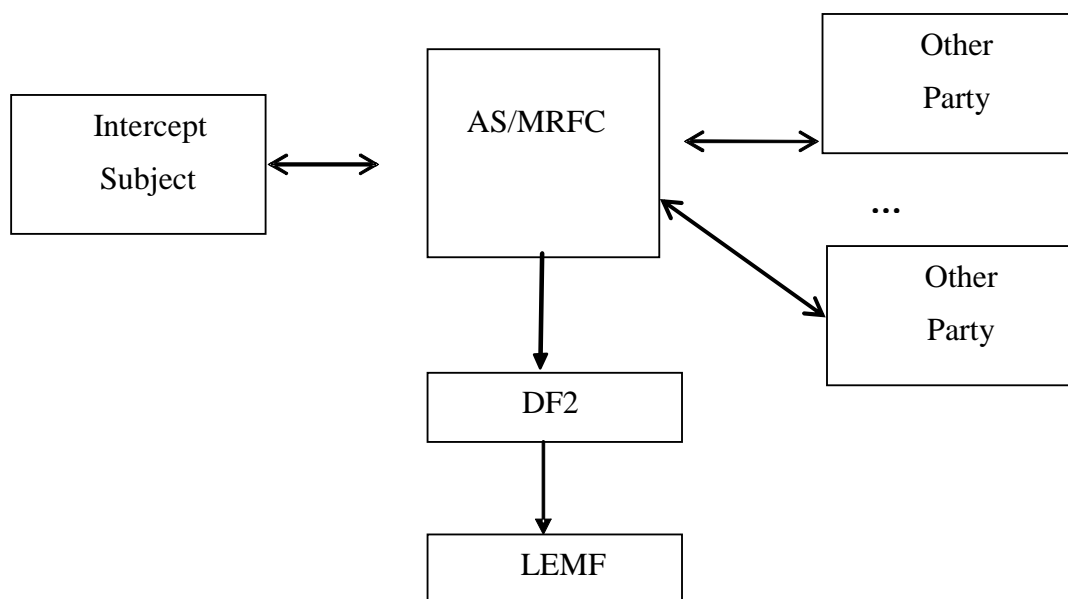 Intercept
Subject
AS/MRFC
Other
Party
...
Other
Party
DF2
LEMF